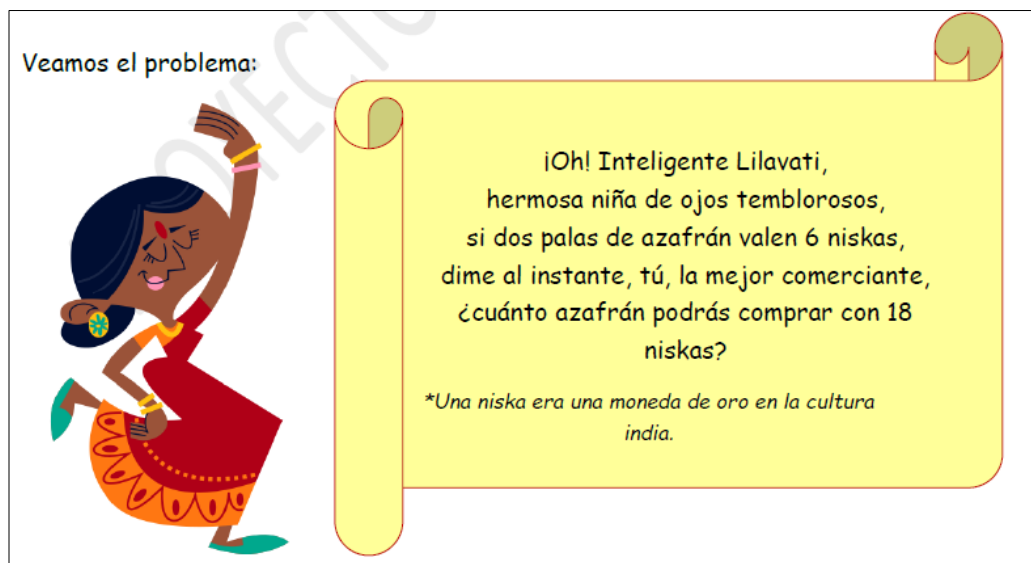 Veamos el problema:
¡Oh! Inteligente Lilavati,
hermosa niña de ojos temblorosos,
si dos palas de azafrán valen 6 niskas,
dime al instante, tú, la mejor comerciante,
¿cuánto azafrán podrás comprar con 18
niskas?
*Una niska era una moneda de oro en la cultura
india.